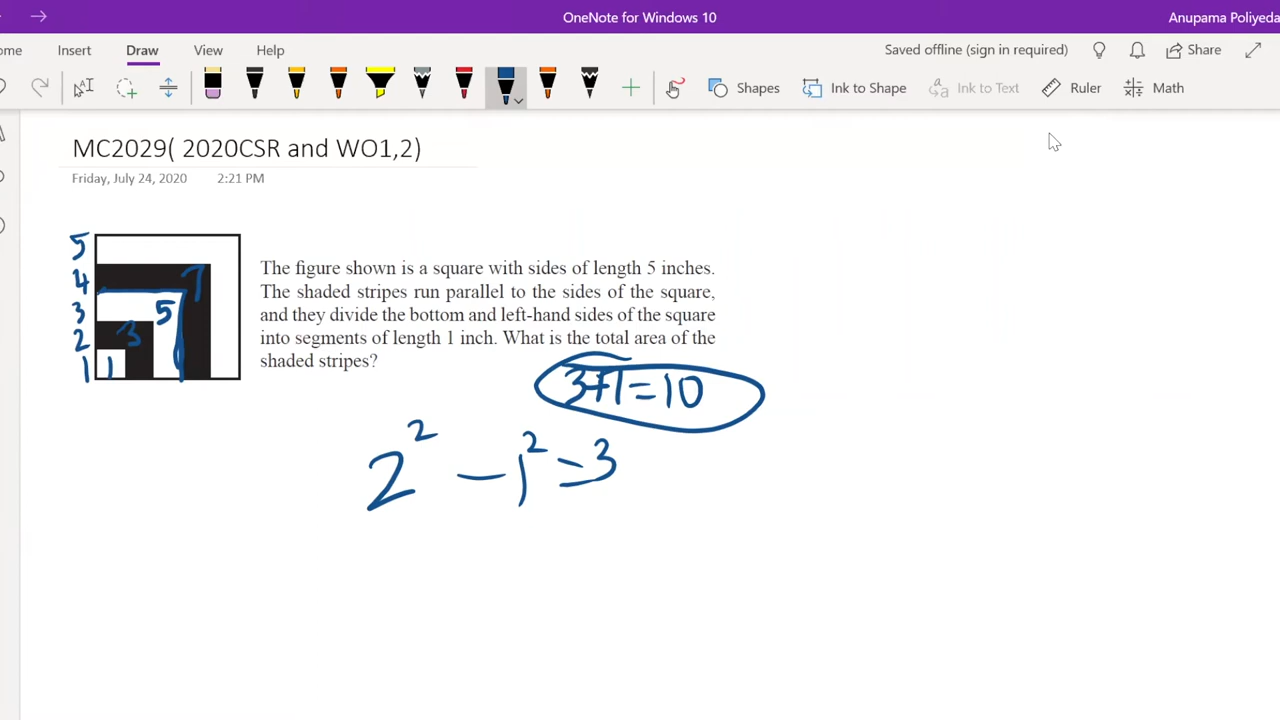 OneNote for Windows 10
Anupama Poliyeda
ome Insert Draw View Help
Saved offline (sign in required) Share
Shapes Ink to Shape Ink to Text Ruler Math
MC2029( 2020CSR and WO1,2)
Friday, July 24, 2020 2:21 PM
5
4 7
3 5
2 3
1 1
The figure shown is a square with sides of length 5 inches.
The shaded stripes run parallel to the sides of the square,
and they divide the bottom and left-hand sides of the square
into segments of length 1 inch. What is the total area of the
shaded stripes?
3+7=10
2² - 1² = 3